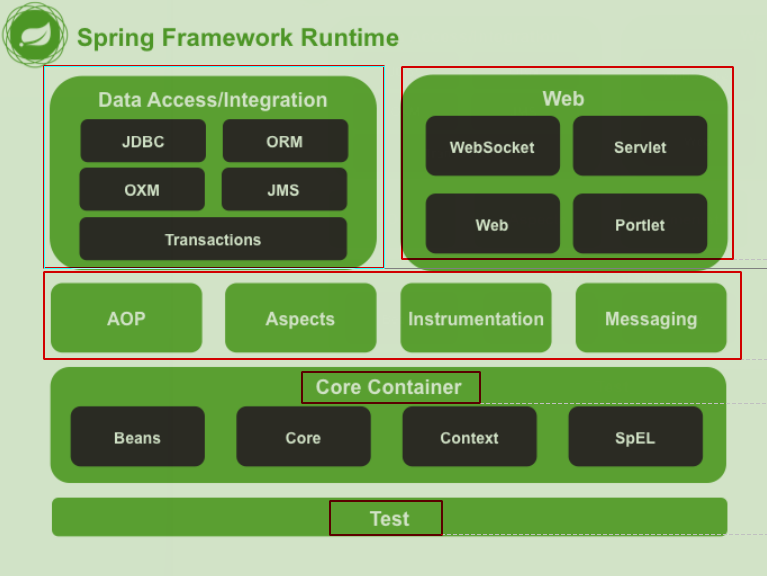 Spring Framework Runtime
Data Access/Integration
JDBC
ORM
OXM
JMS
Transactions
Web
WebSocket
Servlet
Web
Portlet
AOP
Aspects
Instrumentation
Messaging
Core Container
Beans
Core
Context
SpEL
Test